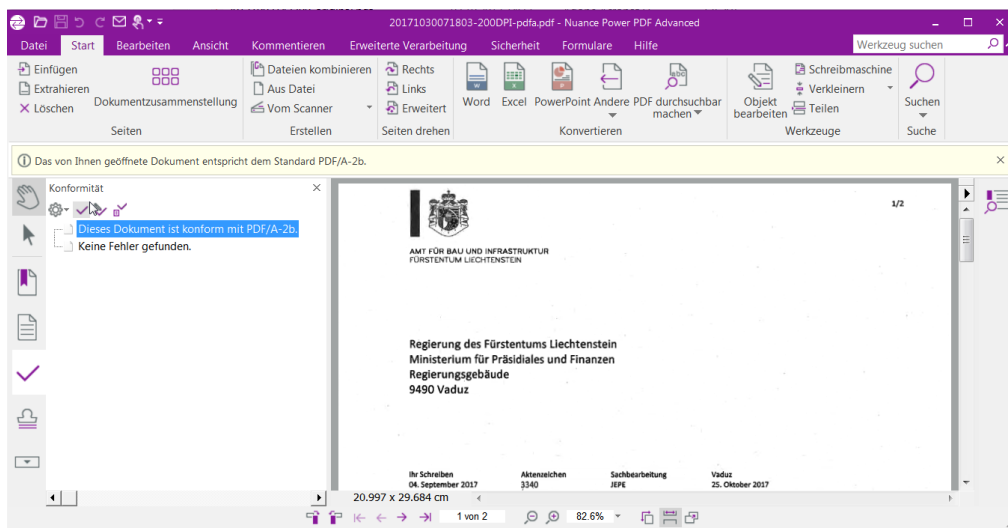 20171030071803-200DPI-pdfa.pdf - Nuance Power PDF Advanced
Datei Start Bearbeiten Ansicht Kommentieren Erweiterte Verarbeitung Sicherheit Formulare Hilfe Werkzeug suchen
Einfügen
Extrahieren
Löschen
Dokumentzusammenstellung
Seiten
Dateien kombinieren
Aus Datei
Vom Scanner
Erstellen
Rechts
Links
Erweitert
Seiten drehen
Word Excel PowerPoint Andere PDF durchsuchbar
machen
Konvertieren
Objekt
bearbeiten
Schreibmaschine
Verkleinern
Teilen
Werkzeuge
Suchen
Suche
Das von Ihnen geöffnete Dokument entspricht dem Standard PDF/A-2b.
Konformität
Dieses Dokument ist konform mit PDF/A-2b.
Keine Fehler gefunden.
1/2
AMT FÜR BAU UND INFRASTRUKTUR
FÜRSTENTUM LIECHTENSTEIN
Regierung des Fürstentums Liechtenstein
Ministerium für Präsidiales und Finanzen
Regierungsgebäude
9490 Vaduz
Ihr Schreiben Aktenzeichen Sachbearbeitung Vaduz
04. September 2017 3340 JEPE 25. Oktober 2017
20.997 x 29.684 cm
1 von 2 82.6%